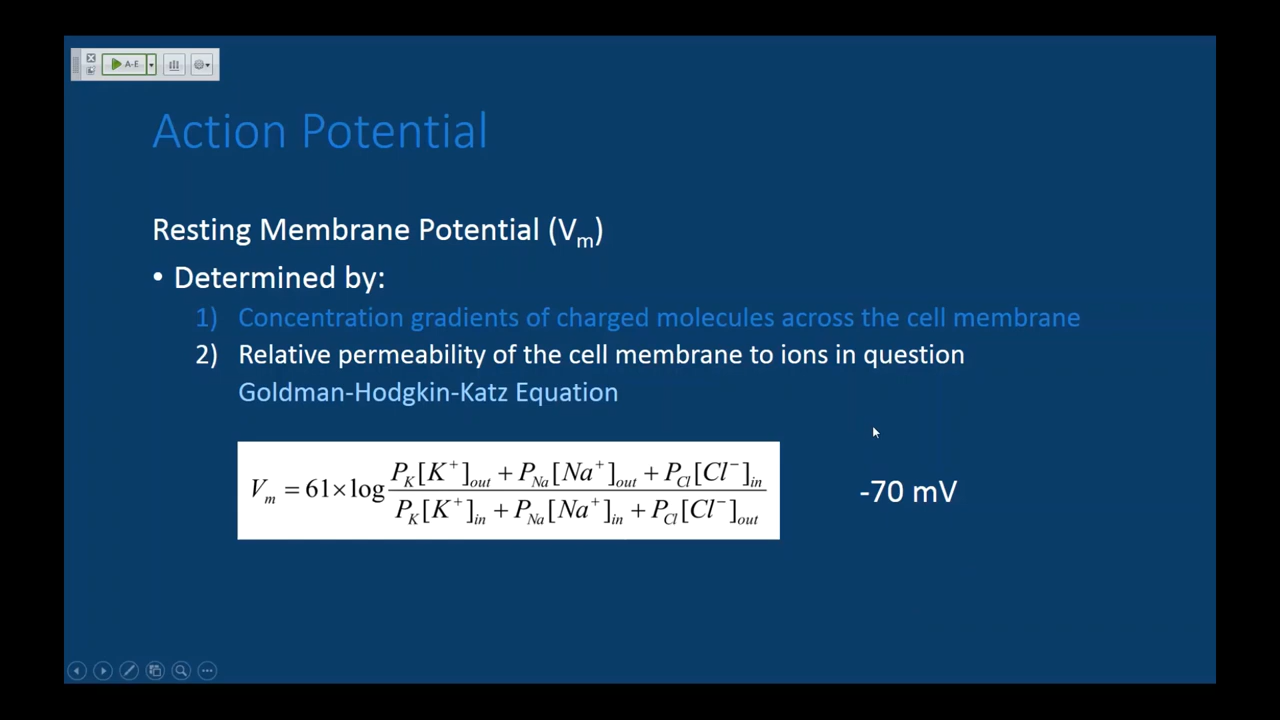 A-E
Action Potential
Resting Membrane Potential (Vₘ)
• Determined by:
1) Concentration gradients of charged molecules across the cell membrane
2) Relative permeability of the cell membrane to ions in question
Goldman-Hodgkin-Katz Equation
V_m = 61×log (P_K[K⁺]_out + P_Na[Na⁺]_out + P_Cl[Cl⁻]_in) / (P_K[K⁺]_in + P_Na[Na⁺]_in + P_Cl[Cl⁻]_out)
-70 mV